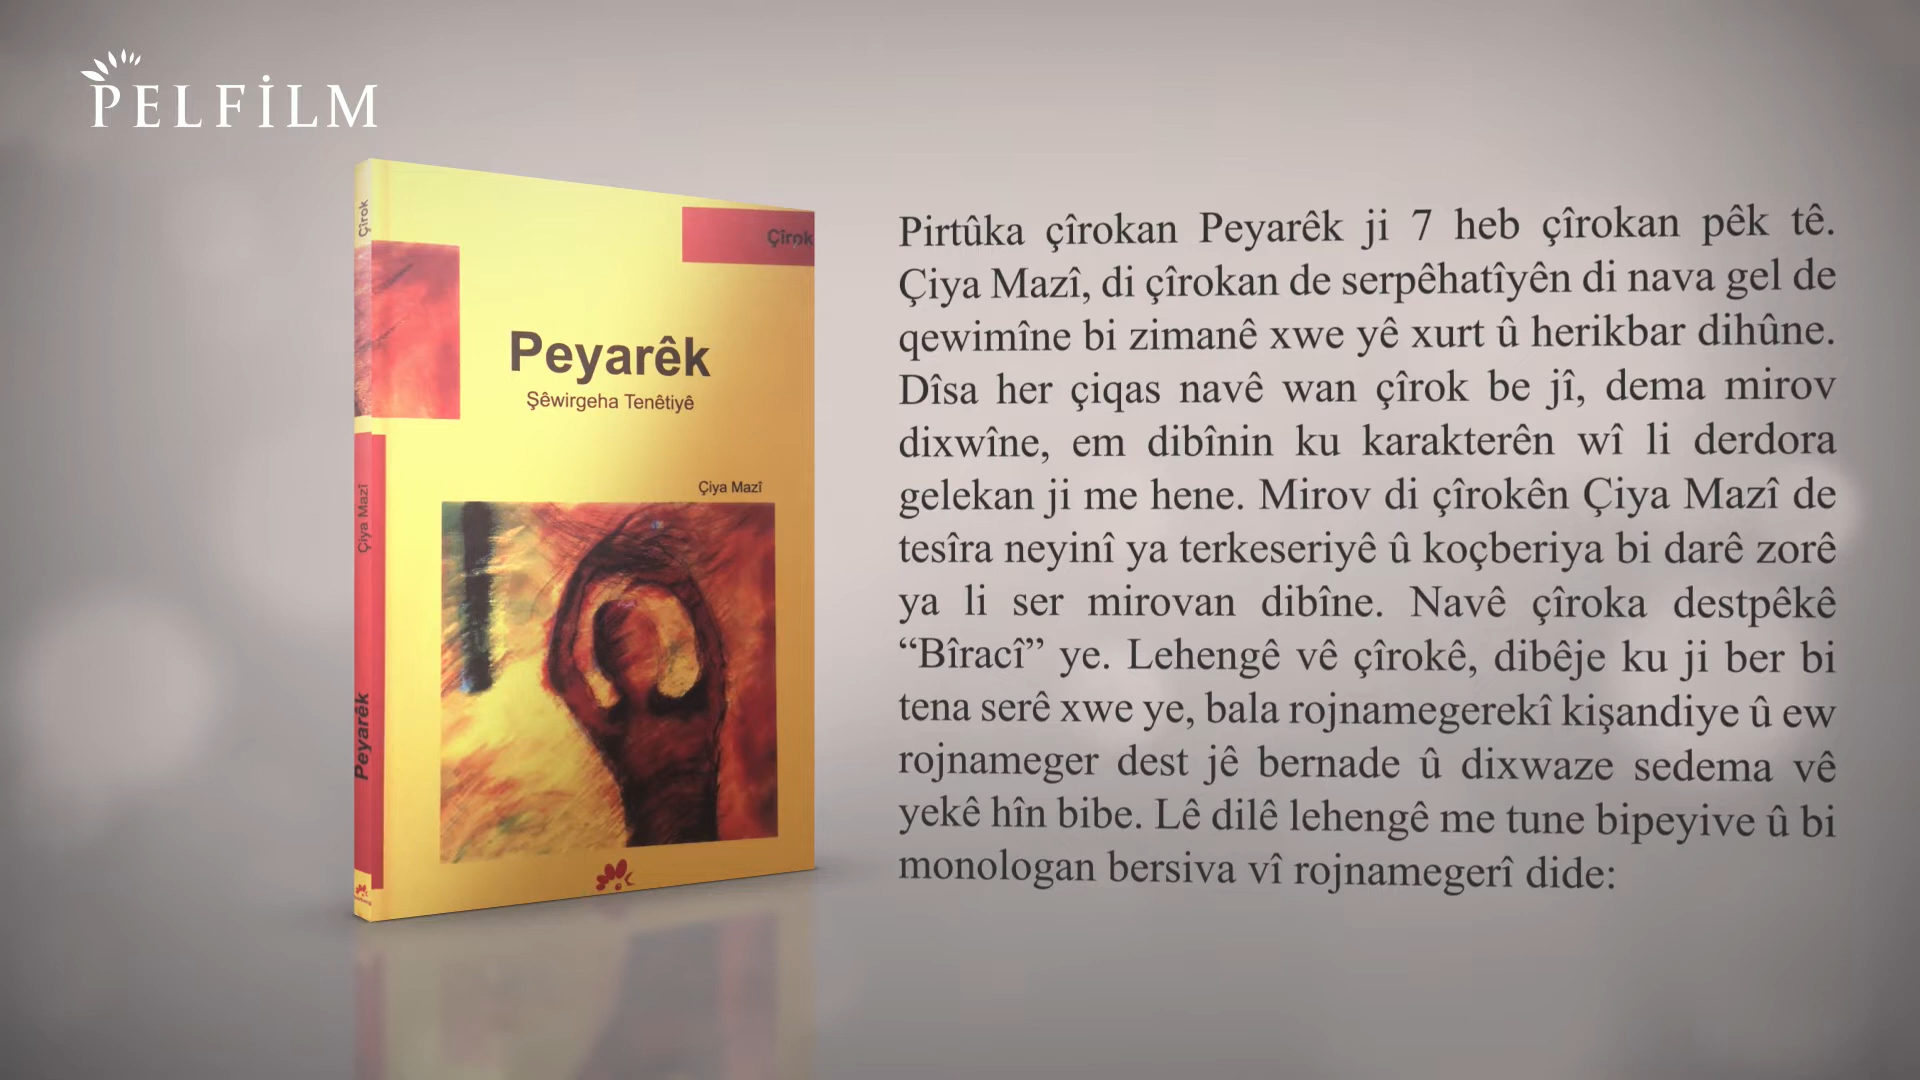 PELFİLM
Çîrok
Peyarêk
Şêwirgeha Tenêtiyê
Çiya Mazî
Çîrok
Çiya Mazî
Peyarêk
Pirtûka çîrokan Peyarêk ji 7 heb çîrokan pêk tê.
Çiya Mazî, di çîrokan de serpêhatîyên di nava gel de
qewimîne bi zimanê xwe yê xurt û herikbar dihûne.
Dîsa her çiqas navê wan çîrok be jî, dema mirov
dixwîne, em dibînin ku karakterên wî li derdora
gelekan ji me hene. Mirov di çîrokên Çiya Mazî de
tesîra neyinî ya terkeseriyê û koçberiya bi darê zorê
ya li ser mirovan dibîne. Navê çîroka destpêkê
“Bîracî” ye. Lehengê vê çîrokê, dibêje ku ji ber bi
tena serê xwe ye, bala rojnamegerekî kişandiye û ew
rojnameger dest jê bernade û dixwaze sedema vê
yekê hîn bibe. Lê dilê lehengê me tune bipeyive û bi
monologan bersiva vî rojnamegerî dide: